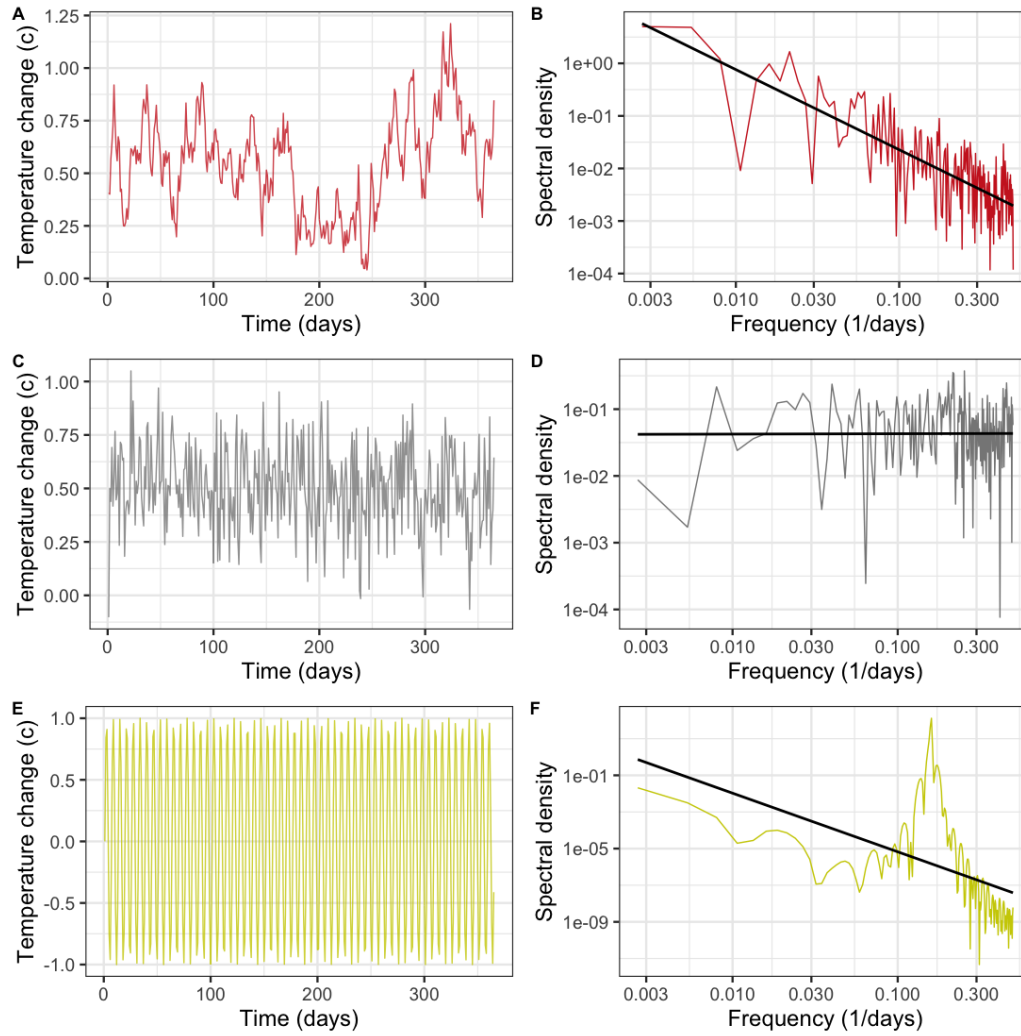 A
Temperature change (c)
1.25
1.00
0.75
0.50
0.25
0.00
0
100
200
300
Time (days)
B
Spectral density
1e+00
1e-01
1e-02
1e-03
1e-04
0.003
0.010
0.030
0.100
0.300
Frequency (1/days)
C
Temperature change (c)
1.00
0.75
0.50
0.25
0.00
0
100
200
300
Time (days)
D
Spectral density
1e-01
1e-02
1e-03
1e-04
0.003
0.010
0.030
0.100
0.300
Frequency (1/days)
E
Temperature change (c)
1.0
0.5
0.0
-0.5
-1.0
0
100
200
300
Time (days)
F
Spectral density
1e-01
1e-05
1e-09
0.003
0.010
0.030
0.100
0.300
Frequency (1/days)